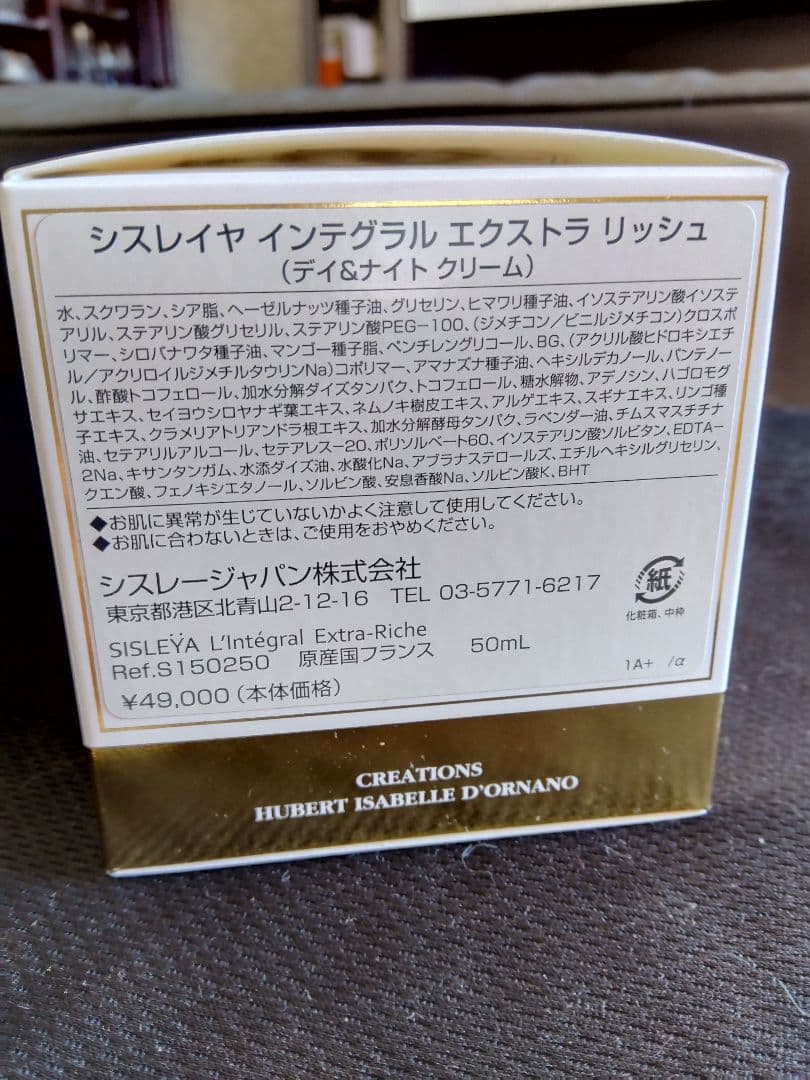 シスレイヤ インテグラル エクストラ リッシュ
(デイ&ナイト クリーム)
水、スクワラン、シア脂、ヘーゼルナッツ種子油、グリセリン、ヒマワリ種子油、イソステアリン酸イソステ
アリル、ステアリン酸グリセリル、ステアリン酸PEG-100、(ジメチコン/ビニルジメチコン)クロスポ
リマー、シロバナワタ種子油、マンゴー種子脂、ペンチレングリコール、BG、(アクリル酸ヒドロキシエチ
ル/アクリロイルジメチルタウリンNa)コポリマー、アマナズナ種子油、ヘキシルデカノール、パンテノー
ル、酢酸トコフェロール、加水分解ダイズタンパク、トコフェロール、糖水解物、アデノシン、ハゴロモグ
サエキス、セイヨウシロヤナギ葉エキス、ネムノキ樹皮エキス、アルゲエキス、スギナエキス、リンゴ種
子エキス、クラメリアトリアンドラ根エキス、加水分解酵母タンパク、ラベンダー油、チムスマスチチナ
油、セテアリルアルコール、セテアレス-20、ポリソルベート60、イソステアリン酸ソルビタン、EDTA-
2Na、キサンタンガム、水添ダイズ油、水酸化Na、アブラナステロールズ、エチルヘキシルグリセリン、
クエン酸、フェノキシエタノール、ソルビン酸、安息香酸Na、ソルビン酸K、BHT
◆お肌に異常が生じていないかよく注意して使用してください。
◆お肌に合わないときは、ご使用をおやめください。
シスレージャパン株式会社
東京都港区北青山2-12-16 TEL 03-5771-6217
紙
化粧箱、中枠
SISLEŸA L'Intégral Extra-Riche
Ref.S150250 原産国フランス 50mL
¥49,000(本体価格)
1A+ /α
CREATIONS
HUBERT ISABELLE D'ORNANO